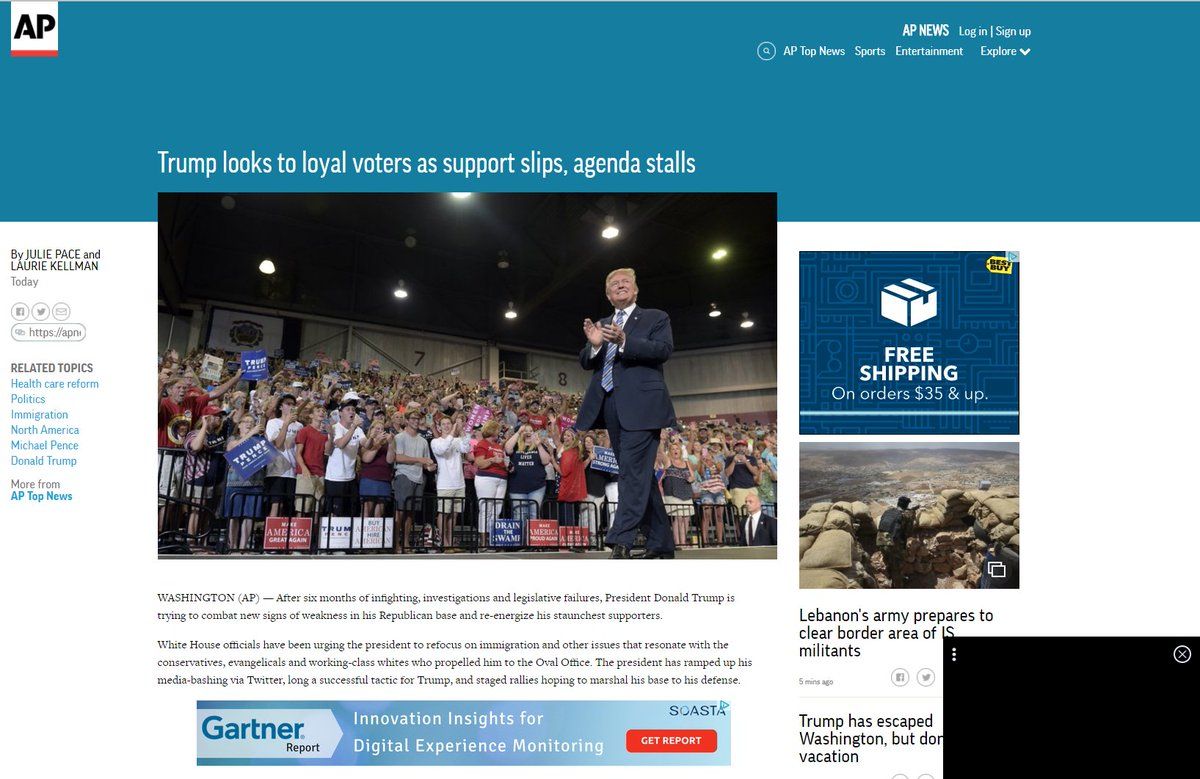 AP
AP NEWS Log in | Sign up
AP Top News Sports Entertainment Explore
Trump looks to loyal voters as support slips, agenda stalls
By JULIE PACE and
LAURIE KELLMAN
Today
https://apn
RELATED TOPICS
Health care reform
Politics
Immigration
North America
Michael Pence
Donald Trump
More from
AP Top News
7
8
TRUMP
TRUMP
PENCE
LIVES
MATTER
MAKE
AMERICA
GREAT AGAIN
TRUMP
BUY
AMERICAN
HIRE
AMERICAN
DRAIN
THE
SWAMP
MAKE
AMERICA
WASHINGTON (AP) — After six months of infighting, investigations and legislative failures, President Donald Trump is
trying to combat new signs of weakness in his Republican base and re-energize his staunchest supporters.
White House officials have been urging the president to refocus on immigration and other issues that resonate with the
conservatives, evangelicals and working-class whites who propelled him to the Oval Office. The president has ramped up his
media-bashing via Twitter, long a successful tactic for Trump, and staged rallies hoping to marshal his base to his defense.
Gartner
Report
Innovation Insights for
Digital Experience Monitoring
SOASTA
GET REPORT
BEST
BUY
FREE
SHIPPING
On orders $35 & up.
Lebanon's army prepares to
clear border area of IS
militants
5 mins ago
Trump has escaped
Washington, but don
vacation